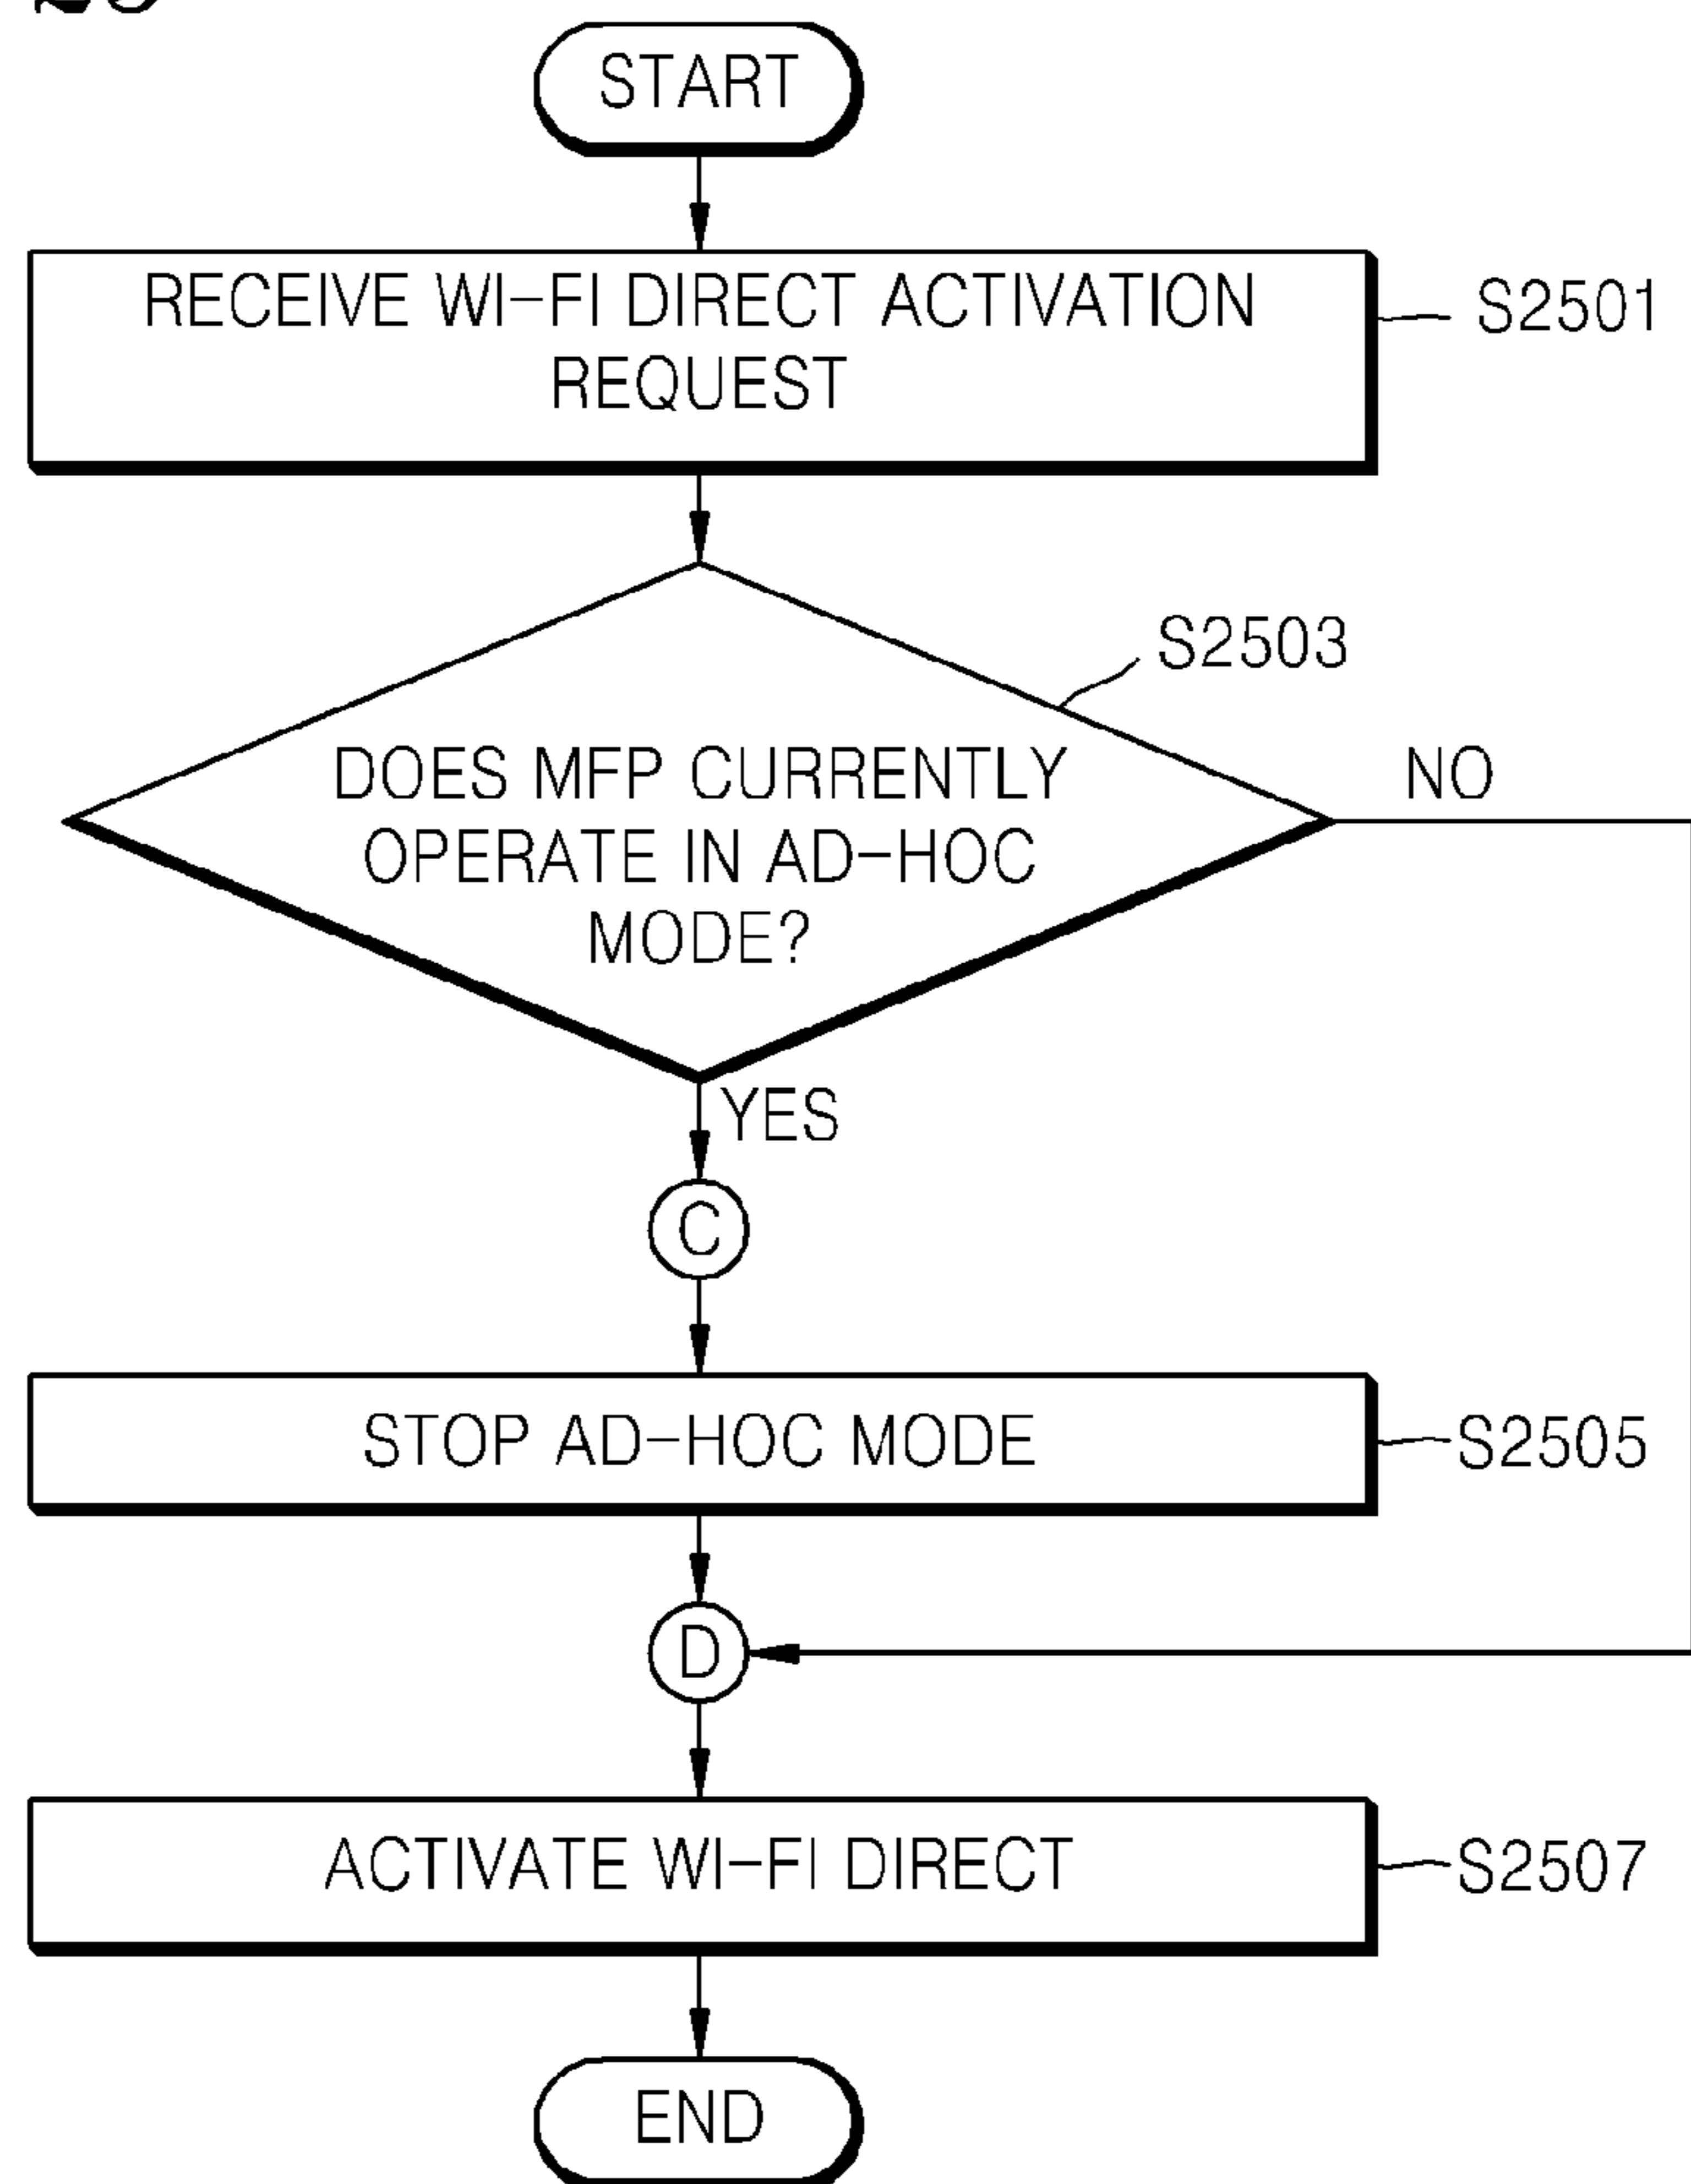 START
RECEIVE WI-FI DIRECT ACTIVATION
REQUEST
S2501
S2503
DOES MFP CURRENTLY
OPERATE IN AD-HOC
MODE?
NO
YES
C
STOP AD-HOC MODE
S2505
D
ACTIVATE WI-FI DIRECT
S2507
END